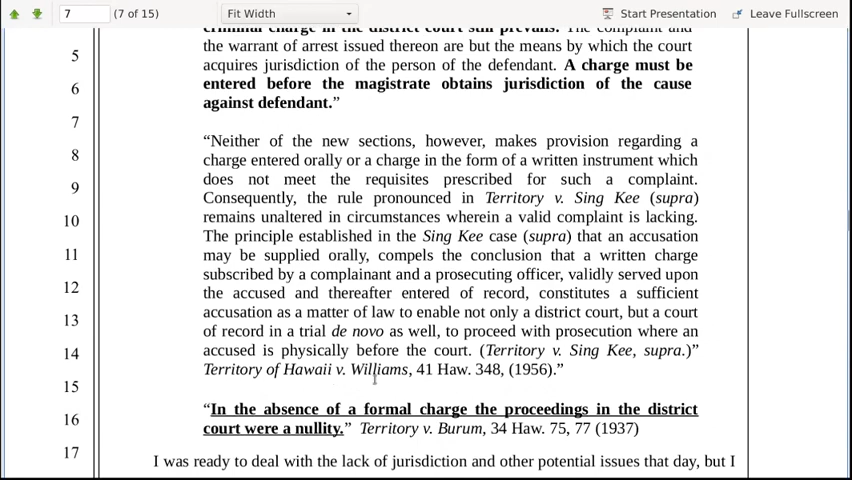 7 (7 of 15) Fit Width Start Presentation Leave Fullscreen
criminal charge in the district court still prevails. The complaint and
5 the warrant of arrest issued thereon are but the means by which the court
acquires jurisdiction of the person of the defendant. A charge must be
6 entered before the magistrate obtains jurisdiction of the cause
against defendant.”
7
“Neither of the new sections, however, makes provision regarding a
8 charge entered orally or a charge in the form of a written instrument which
does not meet the requisites prescribed for such a complaint.
9 Consequently, the rule pronounced in Territory v. Sing Kee (supra)
10 remains unaltered in circumstances wherein a valid complaint is lacking.
The principle established in the Sing Kee case (supra) that an accusation
11 may be supplied orally, compels the conclusion that a written charge
subscribed by a complainant and a prosecuting officer, validly served upon
12 the accused and thereafter entered of record, constitutes a sufficient
accusation as a matter of law to enable not only a district court, but a court
13 of record in a trial de novo as well, to proceed with prosecution where an
14 accused is physically before the court. (Territory v. Sing Kee, supra.)”
Territory of Hawaii v. Williams, 41 Haw. 348, (1956).”
15
“In the absence of a formal charge the proceedings in the district
16 court were a nullity.” Territory v. Burum, 34 Haw. 75, 77 (1937)
17 I was ready to deal with the lack of jurisdiction and other potential issues that day, but I